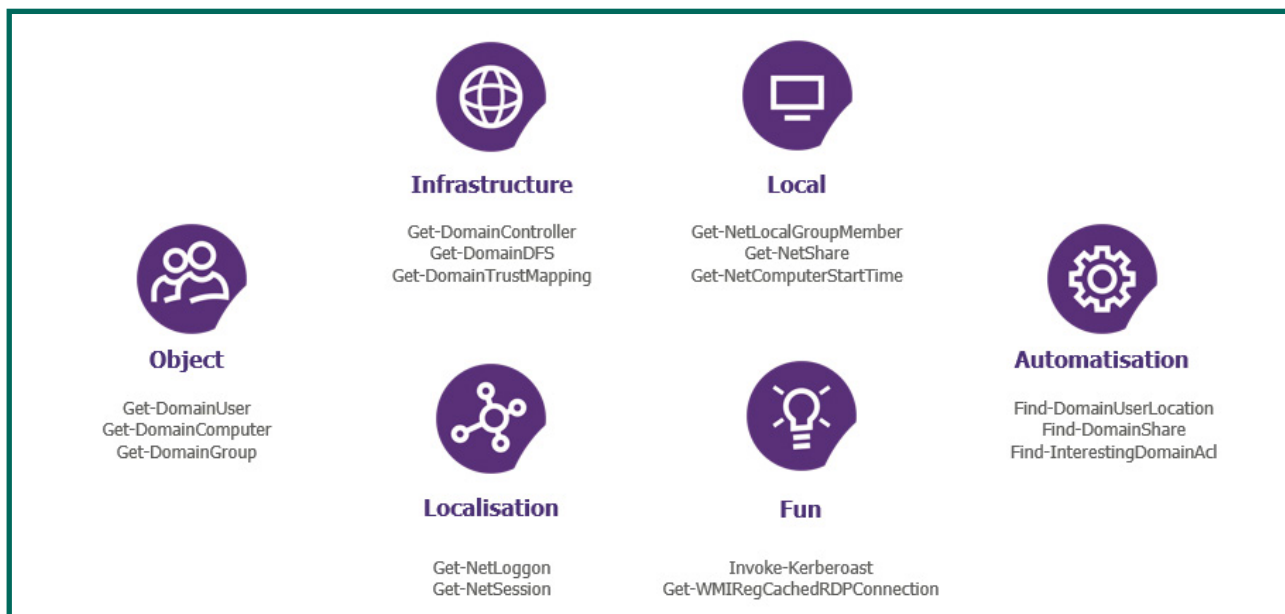 Infrastructure
Get-DomainController
Get-DomainDFS
Get-DomainTrustMapping
Local
Get-NetLocalGroupMember
Get-NetShare
Get-NetComputerStartTime
Object
Get-DomainUser
Get-DomainComputer
Get-DomainGroup
Automatisation
Find-DomainUserLocation
Find-DomainShare
Find-InterestingDomainAcl
Localisation
Get-NetLoggon
Get-NetSession
Fun
Invoke-Kerberoast
Get-WMIRegCachedRDPConnection